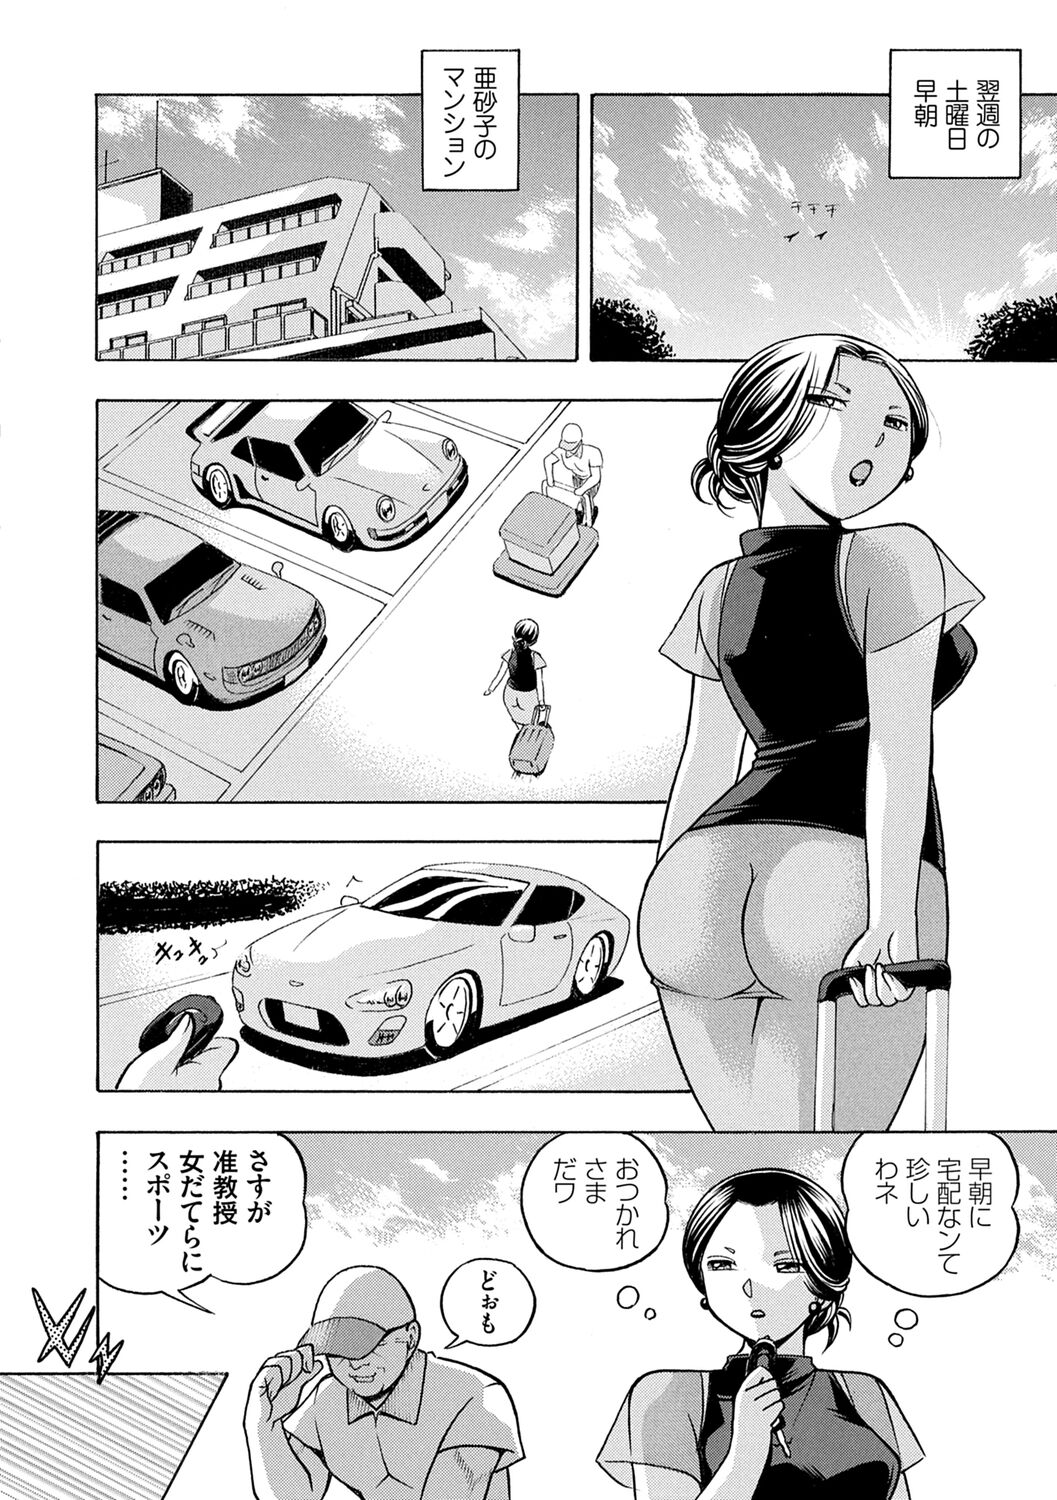 翌週の
土曜日
早朝
チチチ
亜砂子の
マンション
キュッキュッ
早朝に
宅配なンて
珍しい
わネ
おつかれ
さま
だワ
どおも
さすが
准教授
女だてらに
スポーツ
……